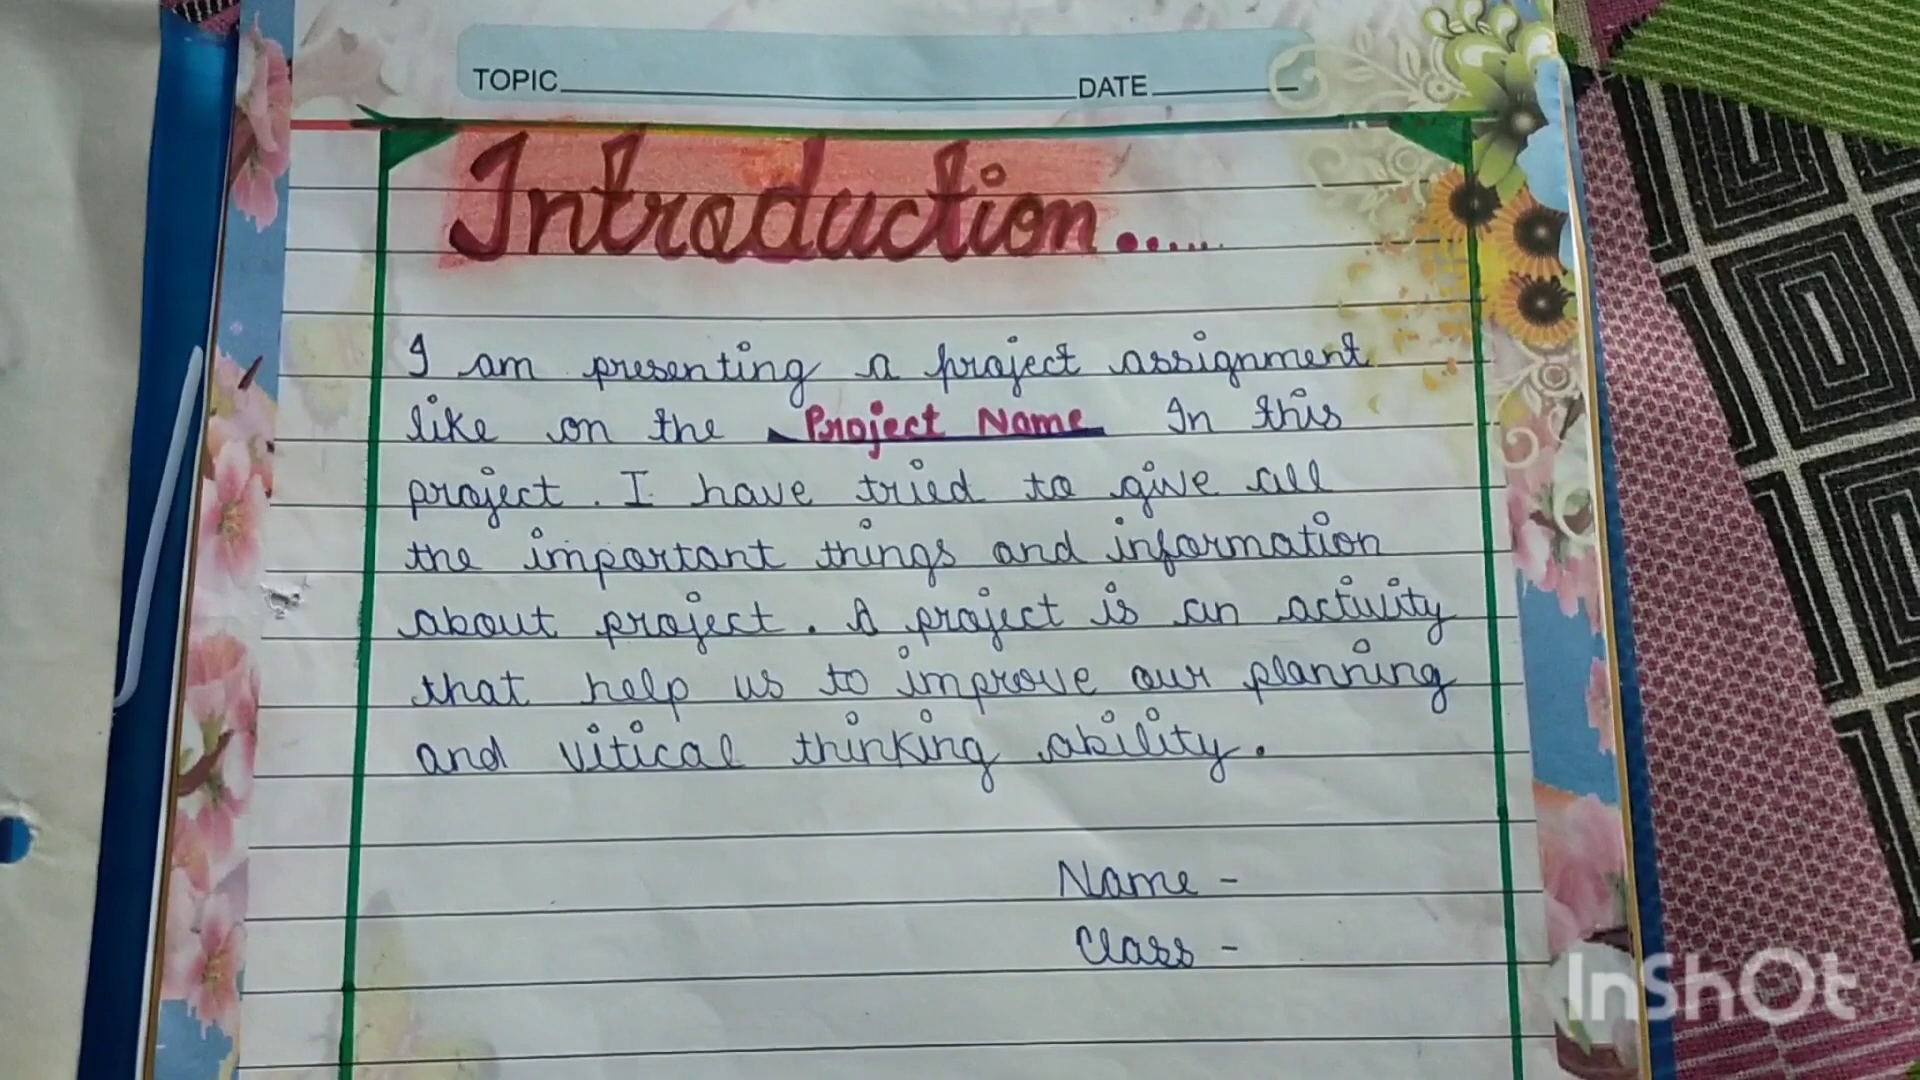 TOPIC DATE
Introduction......
I am presenting a project assignment
like on the Project Name In this
project. I have tried to give all
the important things and information
about project. A project is an activity
that help us to improve our planning
and vitical thinking ability.
Name -
Class -
InShOt